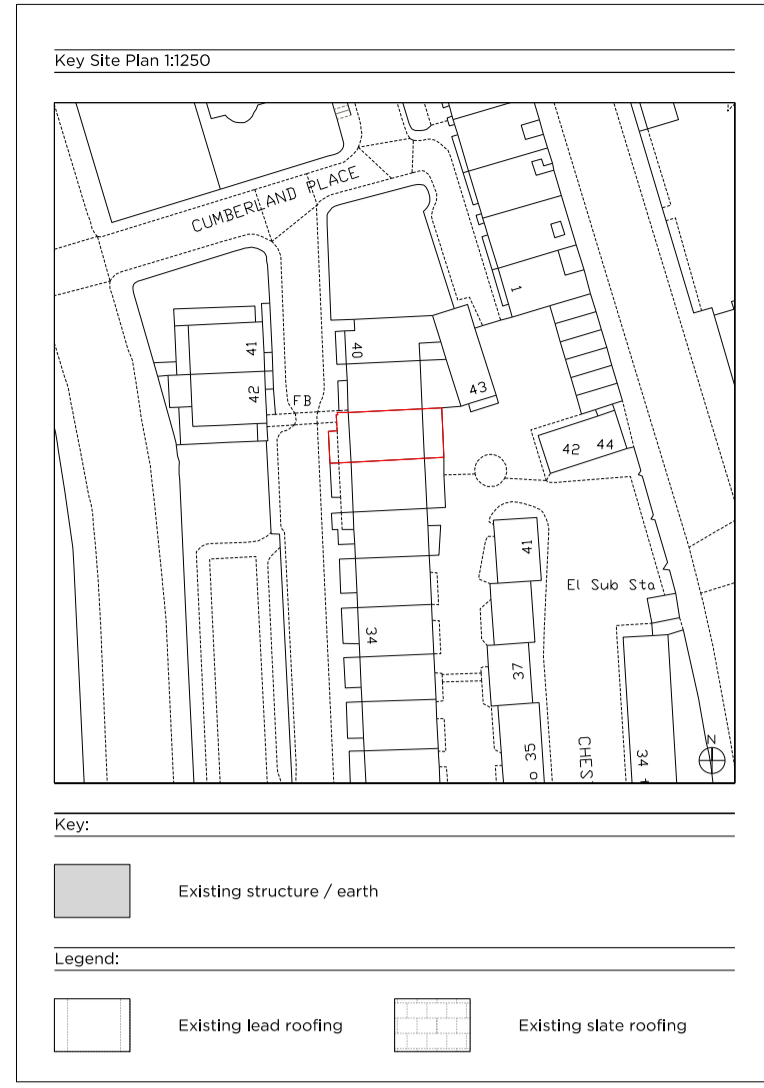 Key Site Plan 1:1250
CUMBERLAND PLACE
1
41
40
43
42
FB
42 44
41
El Sub Sta
34
37
CHES
o 35
34 +
N
Key:
Existing structure / earth
Legend:
Existing lead roofing
Existing slate roofing